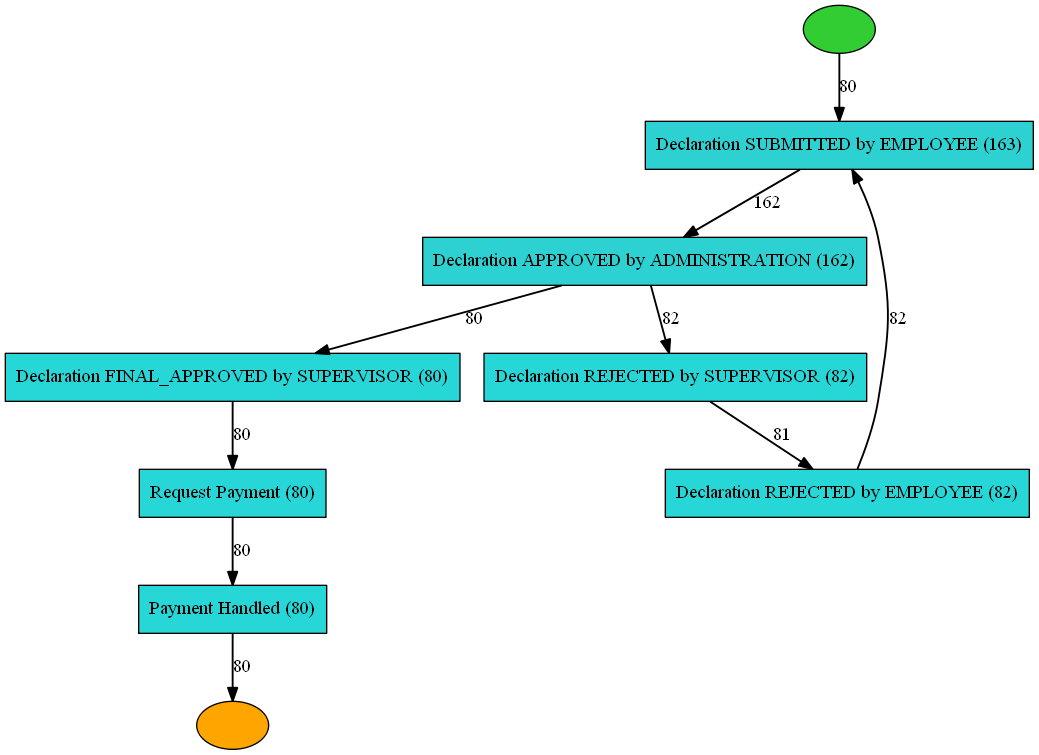 80
Declaration SUBMITTED by EMPLOYEE (163)
162
Declaration APPROVED by ADMINISTRATION (162)
80
82
82
Declaration FINAL_APPROVED by SUPERVISOR (80)
Declaration REJECTED by SUPERVISOR (82)
80
81
Request Payment (80)
Declaration REJECTED by EMPLOYEE (82)
80
Payment Handled (80)
80